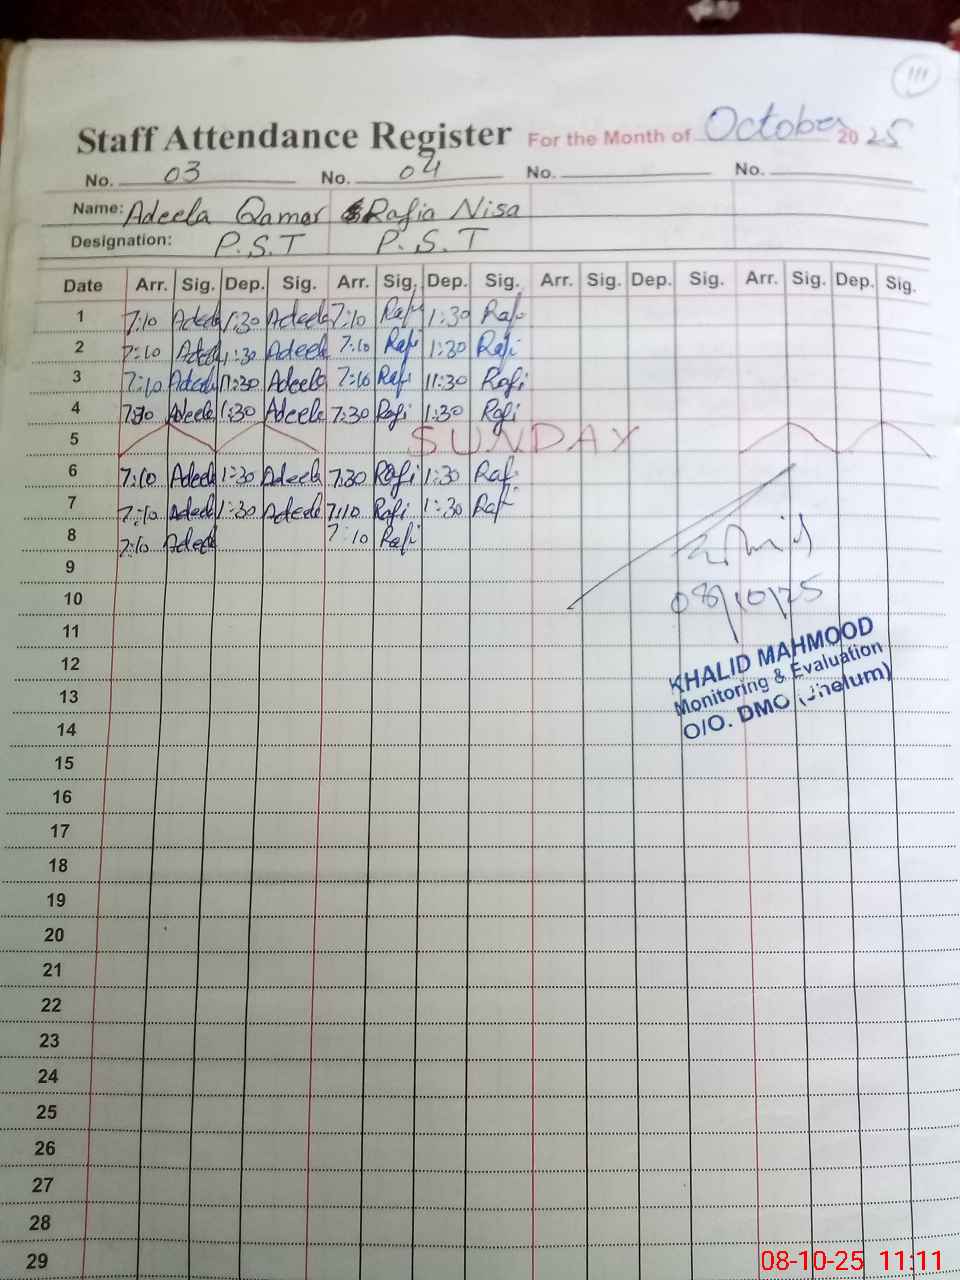 111
Staff Attendance Register For the Month of October 2025
No. 03 No. 04 No. No.
Name: Adeela Qamar Rafia Nisa
Designation: P.S.T P.S.T
Date Arr. Sig. Dep. Sig. Arr. Sig. Dep. Sig. Arr. Sig. Dep. Sig. Arr. Sig. Dep. Sig.
1 7:10 Adeela 1:30 Adeela 7:10 Rafi 1:30 Rafi
2 7:10 Adeela 1:30 Adeela 7:10 Rafi 1:30 Rafi
3 7:10 Adeela 11:30 Adeela 7:10 Rafi 11:30 Rafi
4 Adeela 1:30 Adeela 7:30 Rafi 1:30 Rafi
5 SUNDAY
6 7:10 Adeela 1:30 Adeela 7:30 Rafi 1:30 Rafi
7 7:10 Adeela 1:30 Adeela 7:10 Rafi 1:30 Rafi
8 7:10 Adeela 7:10 Rafi
9
10
08/10/25
11
12
13
14
KHALID MAHMOOD
Monitoring & Evaluation
O/O. DMO (Jhelum)
15
16
17
18
19
20
21
22
23
24
25
26
27
28
29
08-10-25 11:11